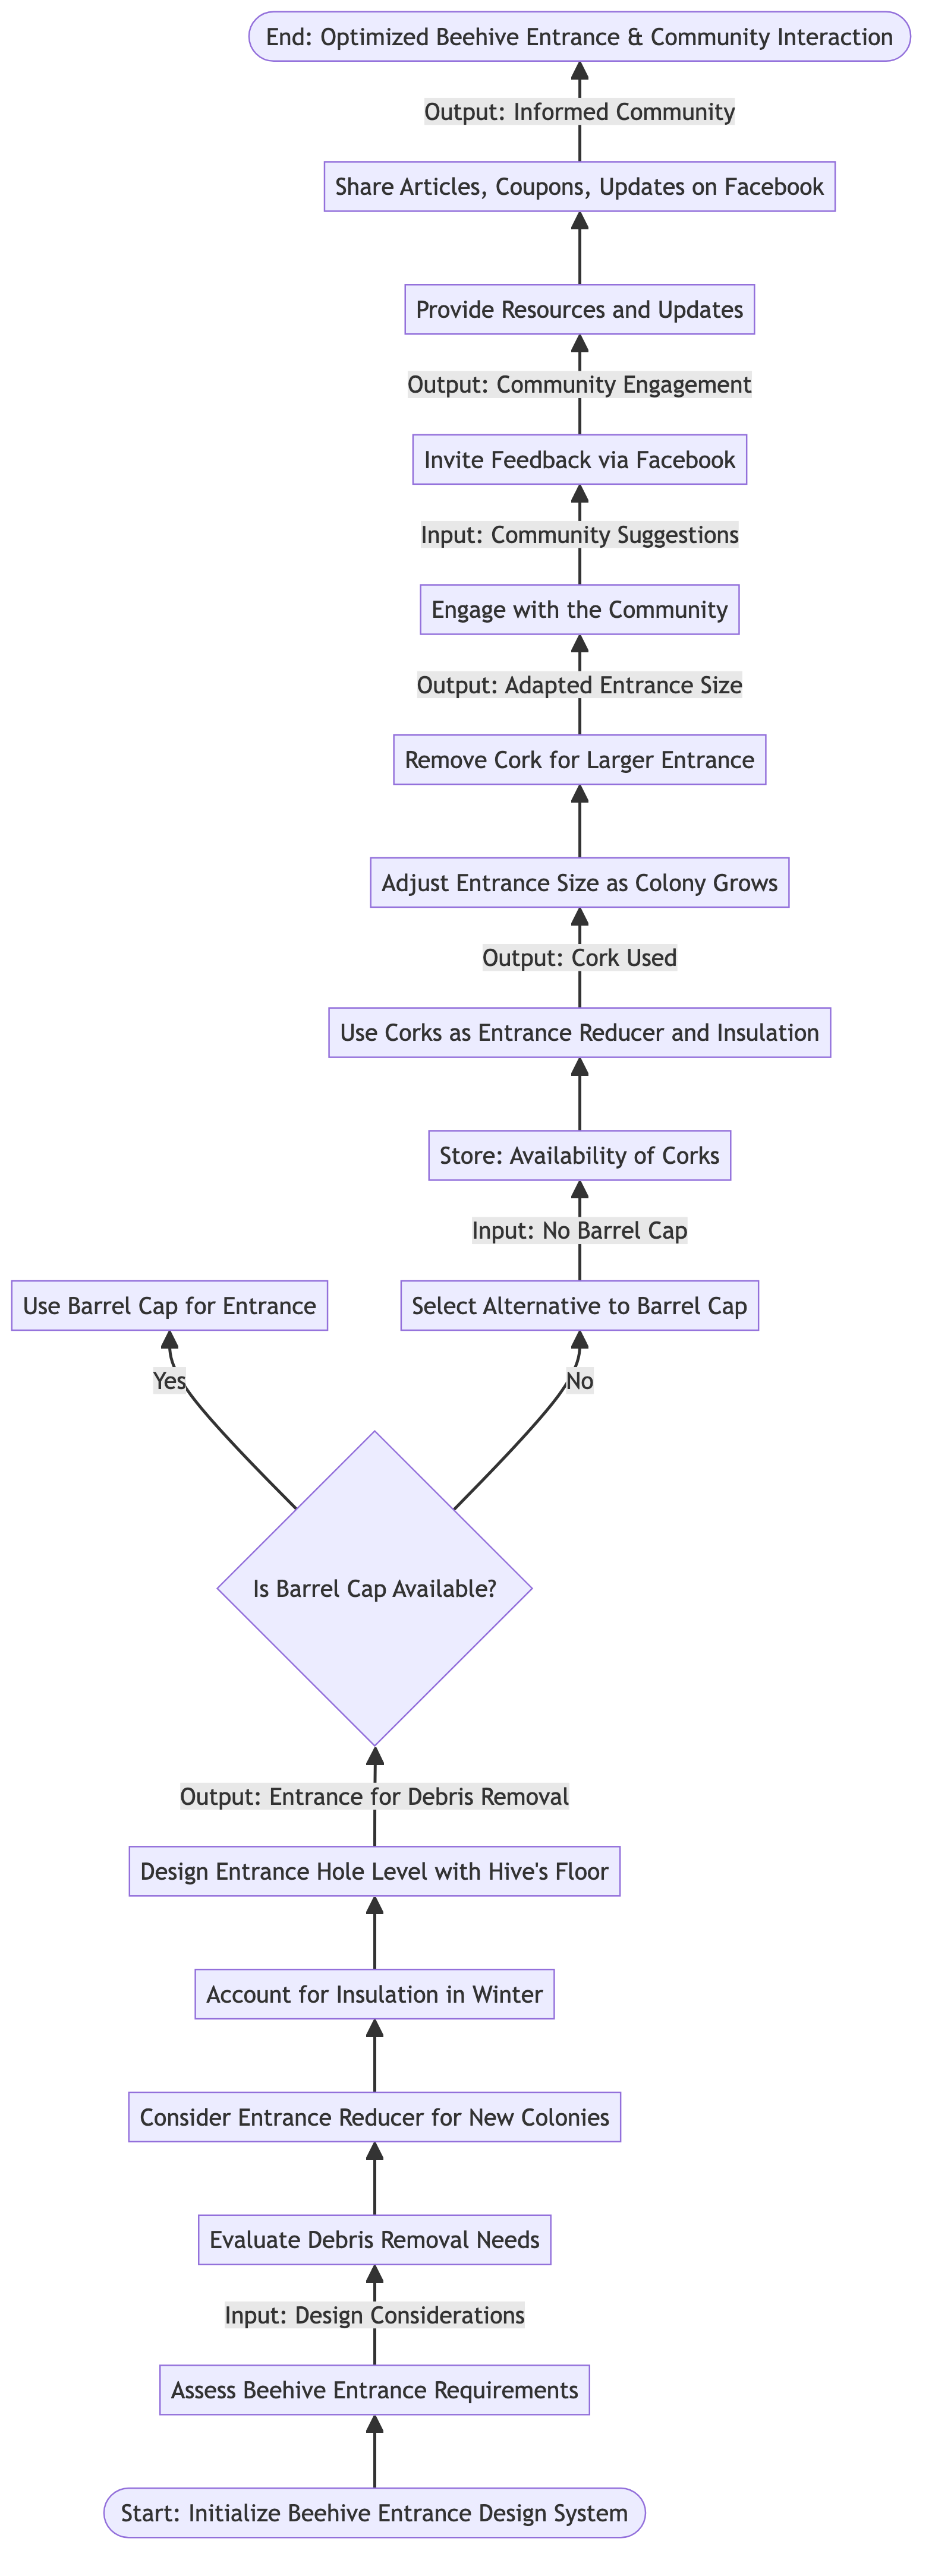 End: Optimized Beehive Entrance & Community Interaction
Output: Informed Community
Share Articles, Coupons, Updates on Facebook
Provide Resources and Updates
Output: Community Engagement
Invite Feedback via Facebook
Input: Community Suggestions
Engage with the Community
Output: Adapted Entrance Size
Remove Cork for Larger Entrance
Adjust Entrance Size as Colony Grows
Output: Cork Used
Use Corks as Entrance Reducer and Insulation
Store: Availability of Corks
Input: No Barrel Cap
Use Barrel Cap for Entrance
Select Alternative to Barrel Cap
Yes
No
Is Barrel Cap Available?
Output: Entrance for Debris Removal
Design Entrance Hole Level with Hive's Floor
Account for Insulation in Winter
Consider Entrance Reducer for New Colonies
Evaluate Debris Removal Needs
Input: Design Considerations
Assess Beehive Entrance Requirements
Start: Initialize Beehive Entrance Design System